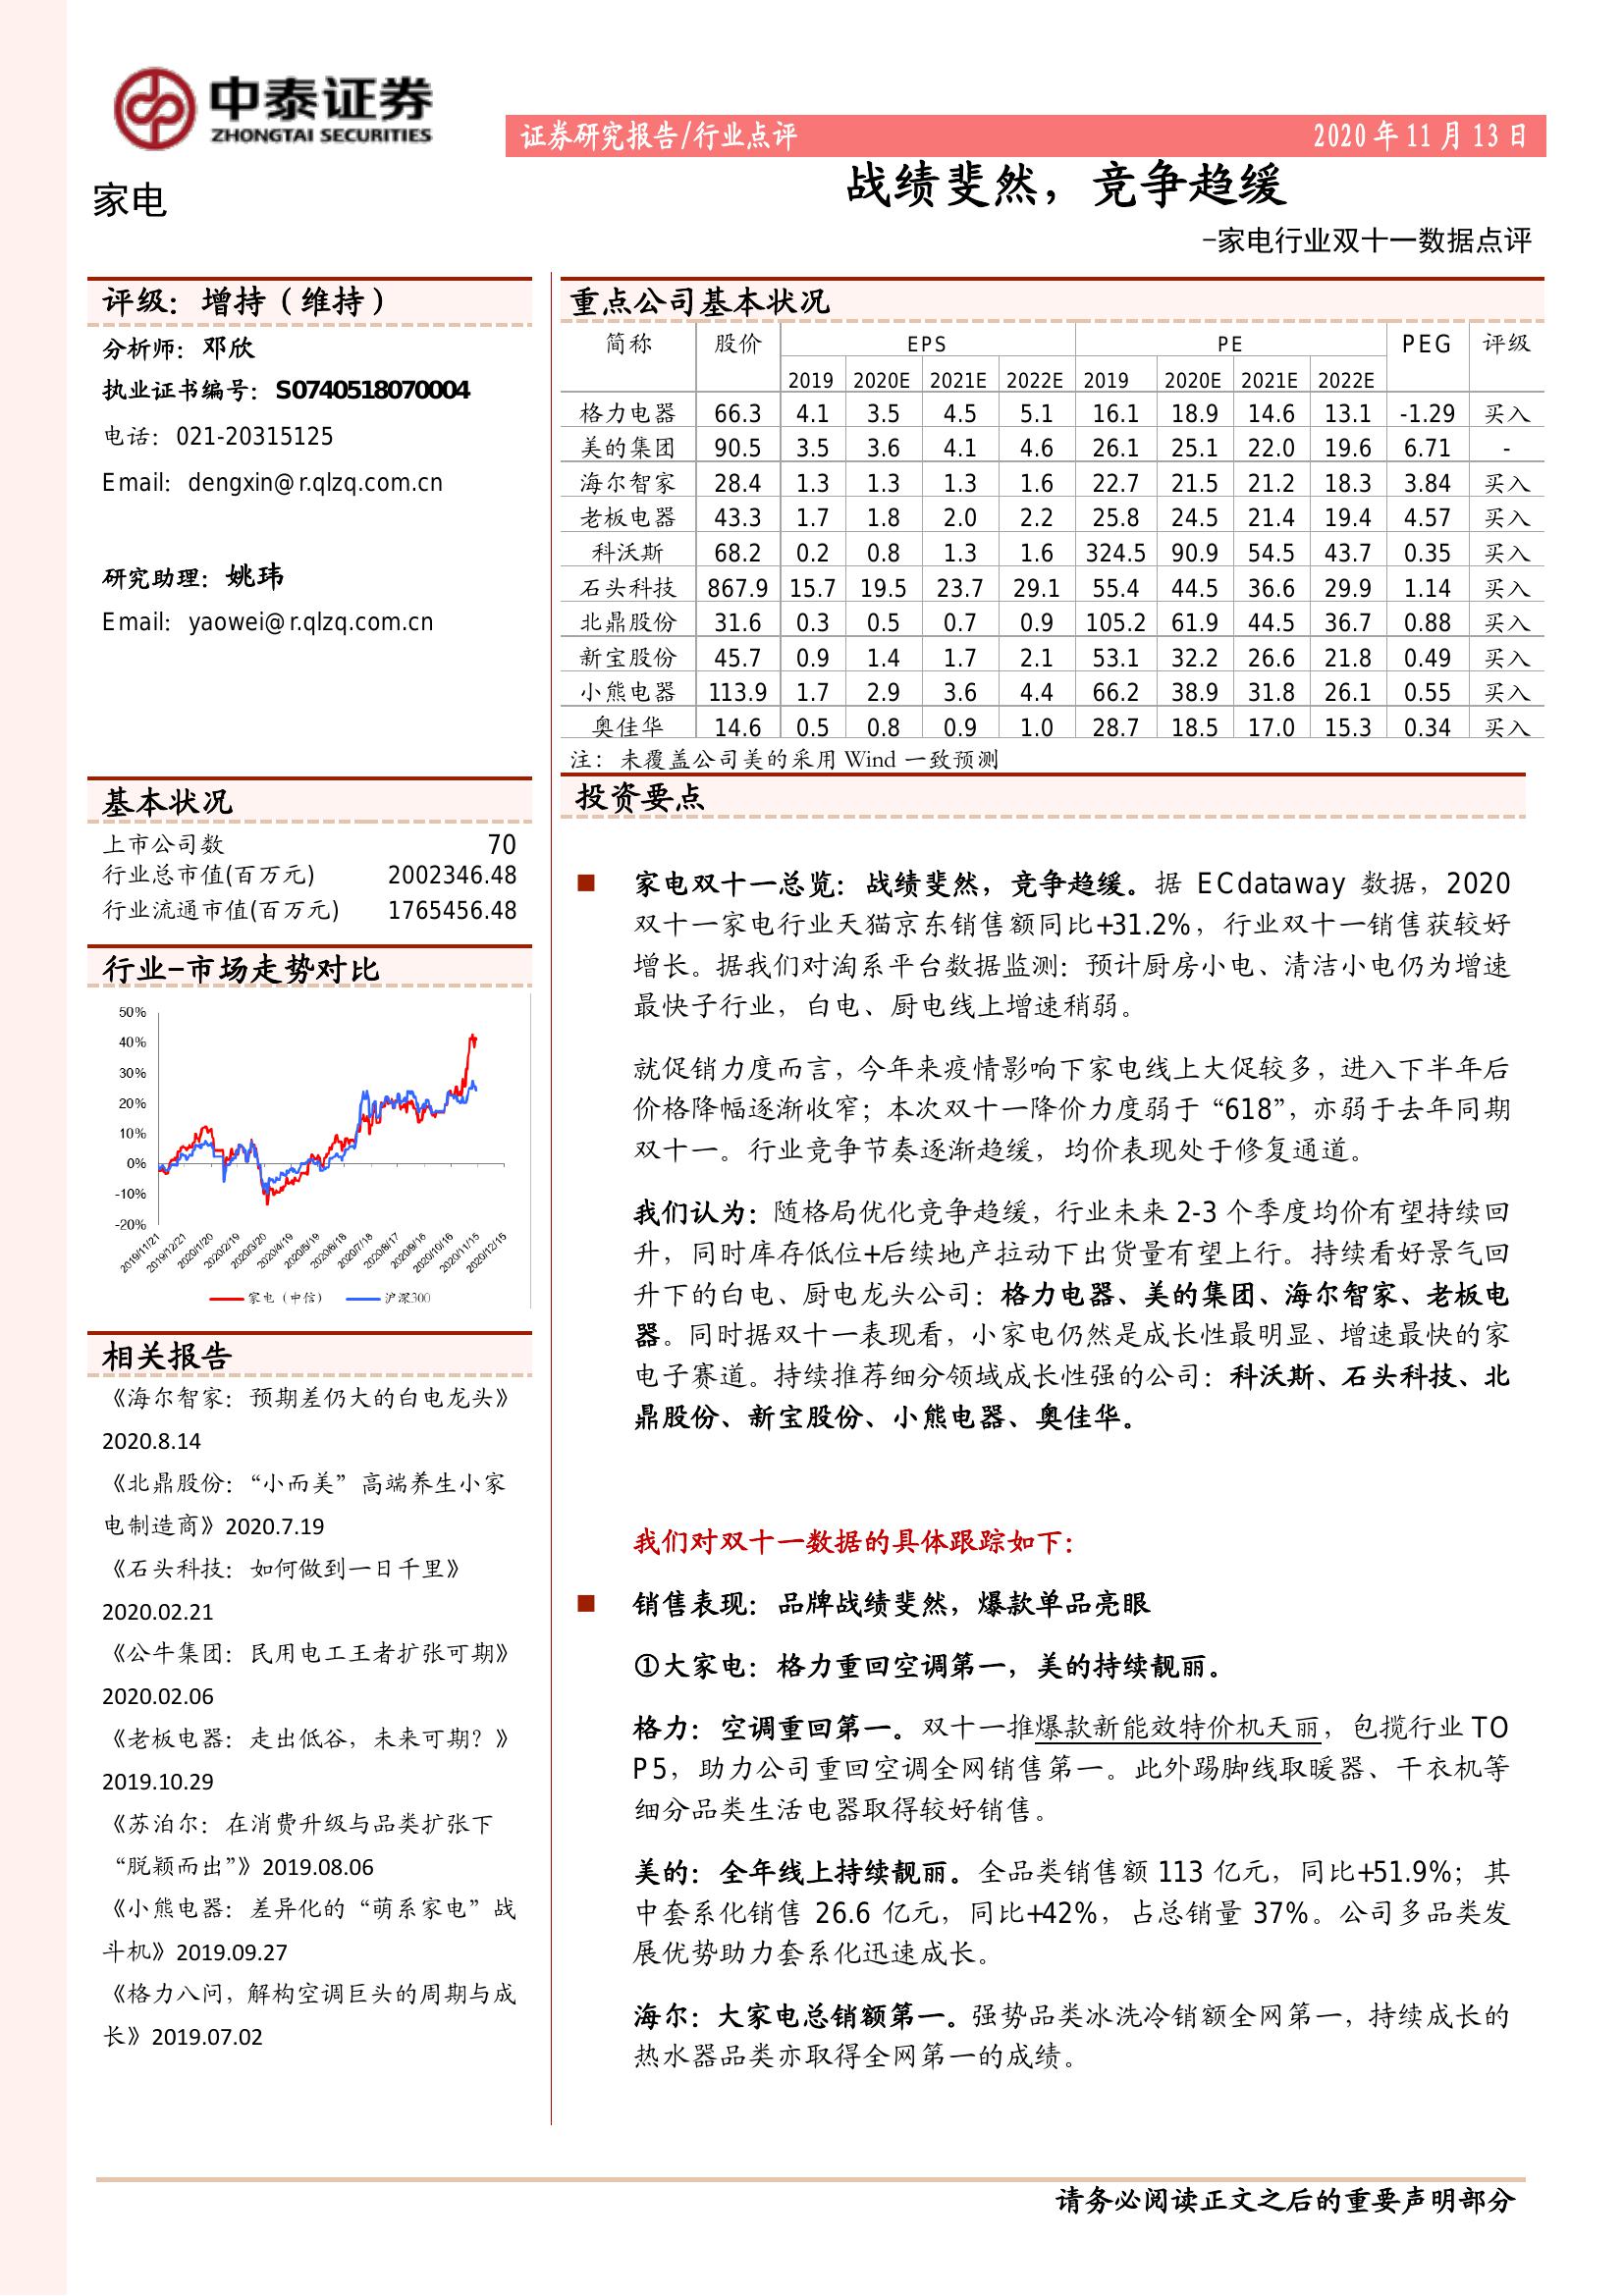 中泰证券
ZHONGTAI SECURITIES
证券研究报告/行业点评 2020 年 11 月 13 日
家电
战绩斐然，竞争趋缓
-家电行业双十一数据点评
评级：增持（维持）
分析师：邓欣
执业证书编号：S0740518070004
电话：021-20315125
Email：dengxin@r.qlzq.com.cn
研究助理：姚玮
Email：yaowei@r.qlzq.com.cn
基本状况
上市公司数 70
行业总市值(百万元) 2002346.48
行业流通市值(百万元) 1765456.48
行业-市场走势对比
50%
40%
30%
20%
10%
0%
-10%
-20%
2019/11/21 2019/12/21 2020/1/20 2020/2/19 2020/3/20 2020/4/19 2020/5/19 2020/6/18 2020/7/18 2020/8/17 2020/9/16 2020/10/16 2020/11/15 2020/12/15
家电（中信） 沪深300
相关报告
《海尔智家：预期差仍大的白电龙头》
2020.8.14
《北鼎股份：“小而美”高端养生小家
电制造商》2020.7.19
《石头科技：如何做到一日千里》
2020.02.21
《公牛集团：民用电工王者扩张可期》
2020.02.06
《老板电器：走出低谷，未来可期？》
2019.10.29
《苏泊尔：在消费升级与品类扩张下
“脱颖而出”》2019.08.06
《小熊电器：差异化的“萌系家电”战
斗机》2019.09.27
《格力八问，解构空调巨头的周期与成
长》2019.07.02
重点公司基本状况
简称 股价 EPS PE PEG 评级
2019 2020E 2021E 2022E 2019 2020E 2021E 2022E
格力电器 66.3 4.1 3.5 4.5 5.1 16.1 18.9 14.6 13.1 -1.29 买入
美的集团 90.5 3.5 3.6 4.1 4.6 26.1 25.1 22.0 19.6 6.71 -
海尔智家 28.4 1.3 1.3 1.3 1.6 22.7 21.5 21.2 18.3 3.84 买入
老板电器 43.3 1.7 1.8 2.0 2.2 25.8 24.5 21.4 19.4 4.57 买入
科沃斯 68.2 0.2 0.8 1.3 1.6 324.5 90.9 54.5 43.7 0.35 买入
石头科技 867.9 15.7 19.5 23.7 29.1 55.4 44.5 36.6 29.9 1.14 买入
北鼎股份 31.6 0.3 0.5 0.7 0.9 105.2 61.9 44.5 36.7 0.88 买入
新宝股份 45.7 0.9 1.4 1.7 2.1 53.1 32.2 26.6 21.8 0.49 买入
小熊电器 113.9 1.7 2.9 3.6 4.4 66.2 38.9 31.8 26.1 0.55 买入
奥佳华 14.6 0.5 0.8 0.9 1.0 28.7 18.5 17.0 15.3 0.34 买入
注：未覆盖公司美的采用 Wind 一致预测
投资要点
■ 家电双十一总览：战绩斐然，竞争趋缓。据 ECdataway 数据，2020
双十一家电行业天猫京东销售额同比+31.2%，行业双十一销售获较好
增长。据我们对淘系平台数据监测：预计厨房小电、清洁小电仍为增速
最快子行业，白电、厨电线上增速稍弱。
就促销力度而言，今年来疫情影响下家电线上大促较多，进入下半年后
价格降幅逐渐收窄；本次双十一降价力度弱于“618”，亦弱于去年同期
双十一。行业竞争节奏逐渐趋缓，均价表现处于修复通道。
我们认为：随格局优化竞争趋缓，行业未来 2-3 个季度均价有望持续回
升，同时库存低位+后续地产拉动下出货量有望上行。持续看好景气回
升下的白电、厨电龙头公司：格力电器、美的集团、海尔智家、老板电
器。同时据双十一表现看，小家电仍然是成长性最明显、增速最快的家
电子赛道。持续推荐细分领域成长性强的公司：科沃斯、石头科技、北
鼎股份、新宝股份、小熊电器、奥佳华。
我们对双十一数据的具体跟踪如下：
■ 销售表现：品牌战绩斐然，爆款单品亮眼
①大家电：格力重回空调第一，美的持续靓丽。
格力：空调重回第一。双十一推爆款新能效特价机天丽，包揽行业 TO
P5，助力公司重回空调全网销售第一。此外踢脚线取暖器、干衣机等
细分品类生活电器取得较好销售。
美的：全年线上持续靓丽。全品类销售额 113 亿元，同比+51.9%；其
中套系化销售 26.6 亿元，同比+42%，占总销量 37%。公司多品类发
展优势助力套系化迅速成长。
海尔：大家电总销额第一。强势品类冰洗冷销额全网第一，持续成长的
热水器品类亦取得全网第一的成绩。
请务必阅读正文之后的重要声明部分